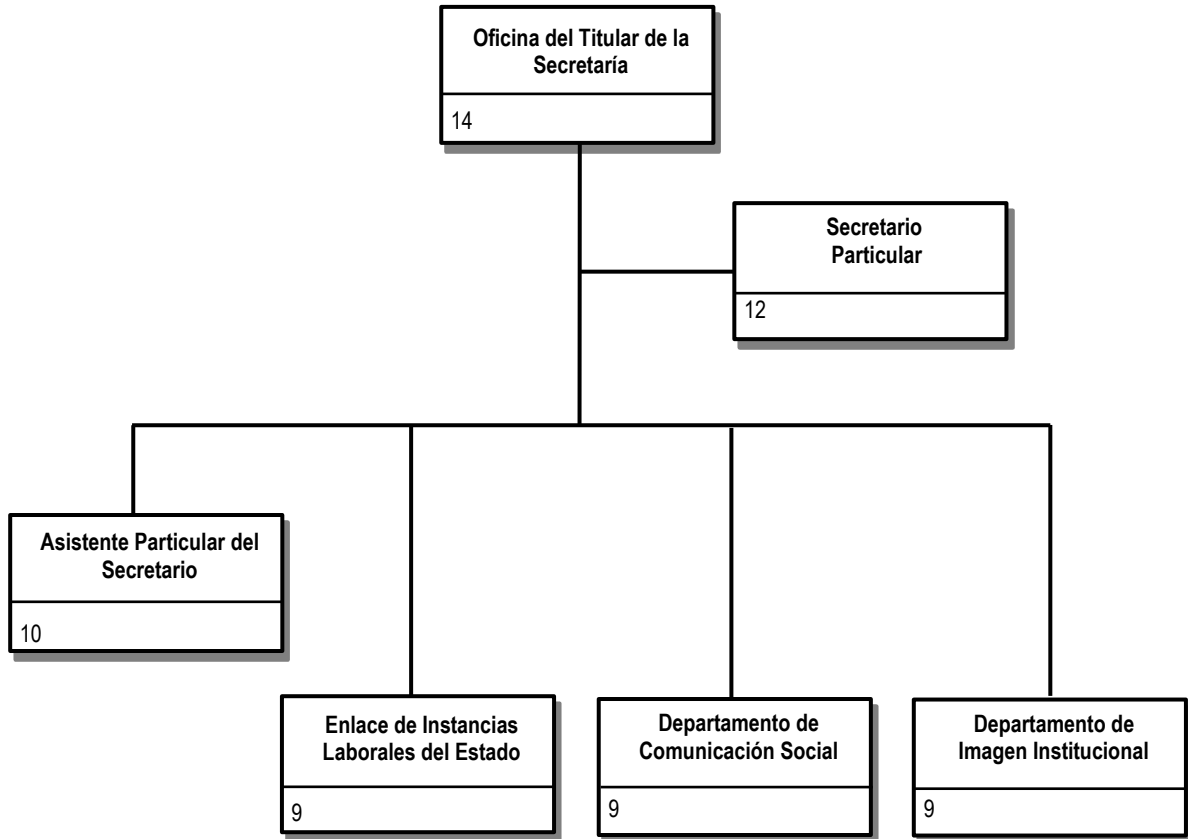 Oficina del Titular de la
Secretaría
14
Secretario
Particular
12
Asistente Particular del
Secretario
10
Enlace de Instancias
Laborales del Estado
9
Departamento de
Comunicación Social
9
Departamento de
Imagen Institucional
9